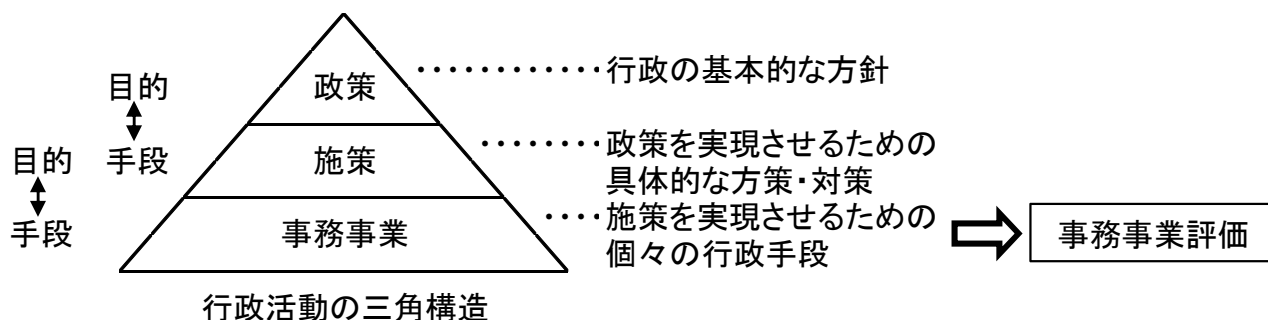 政策
············行政の基本的な方針
目的
手段
施策
·······政策を実現させるための
具体的な方策・対策
目的
手段
事務事業
····施策を実現させるための
個々の行政手段
事務事業評価
行政活動の三角構造